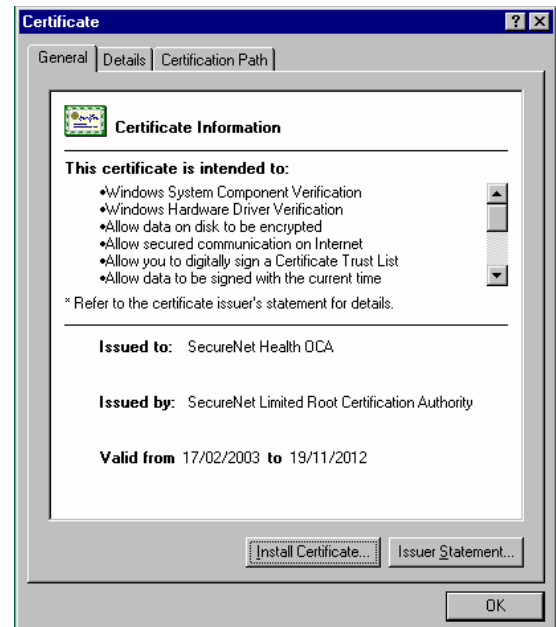 Certificate
General Details Certification Path
Certificate Information
This certificate is intended to:
•Windows System Component Verification
•Windows Hardware Driver Verification
•Allow data on disk to be encrypted
•Allow secured communication on Internet
•Allow you to digitally sign a Certificate Trust List
•Allow data to be signed with the current time
* Refer to the certificate issuer's statement for details.
Issued to: SecureNet Health OCA
Issued by: SecureNet Limited Root Certification Authority
Valid from 17/02/2003 to 19/11/2012
Install Certificate... Issuer Statement...
OK